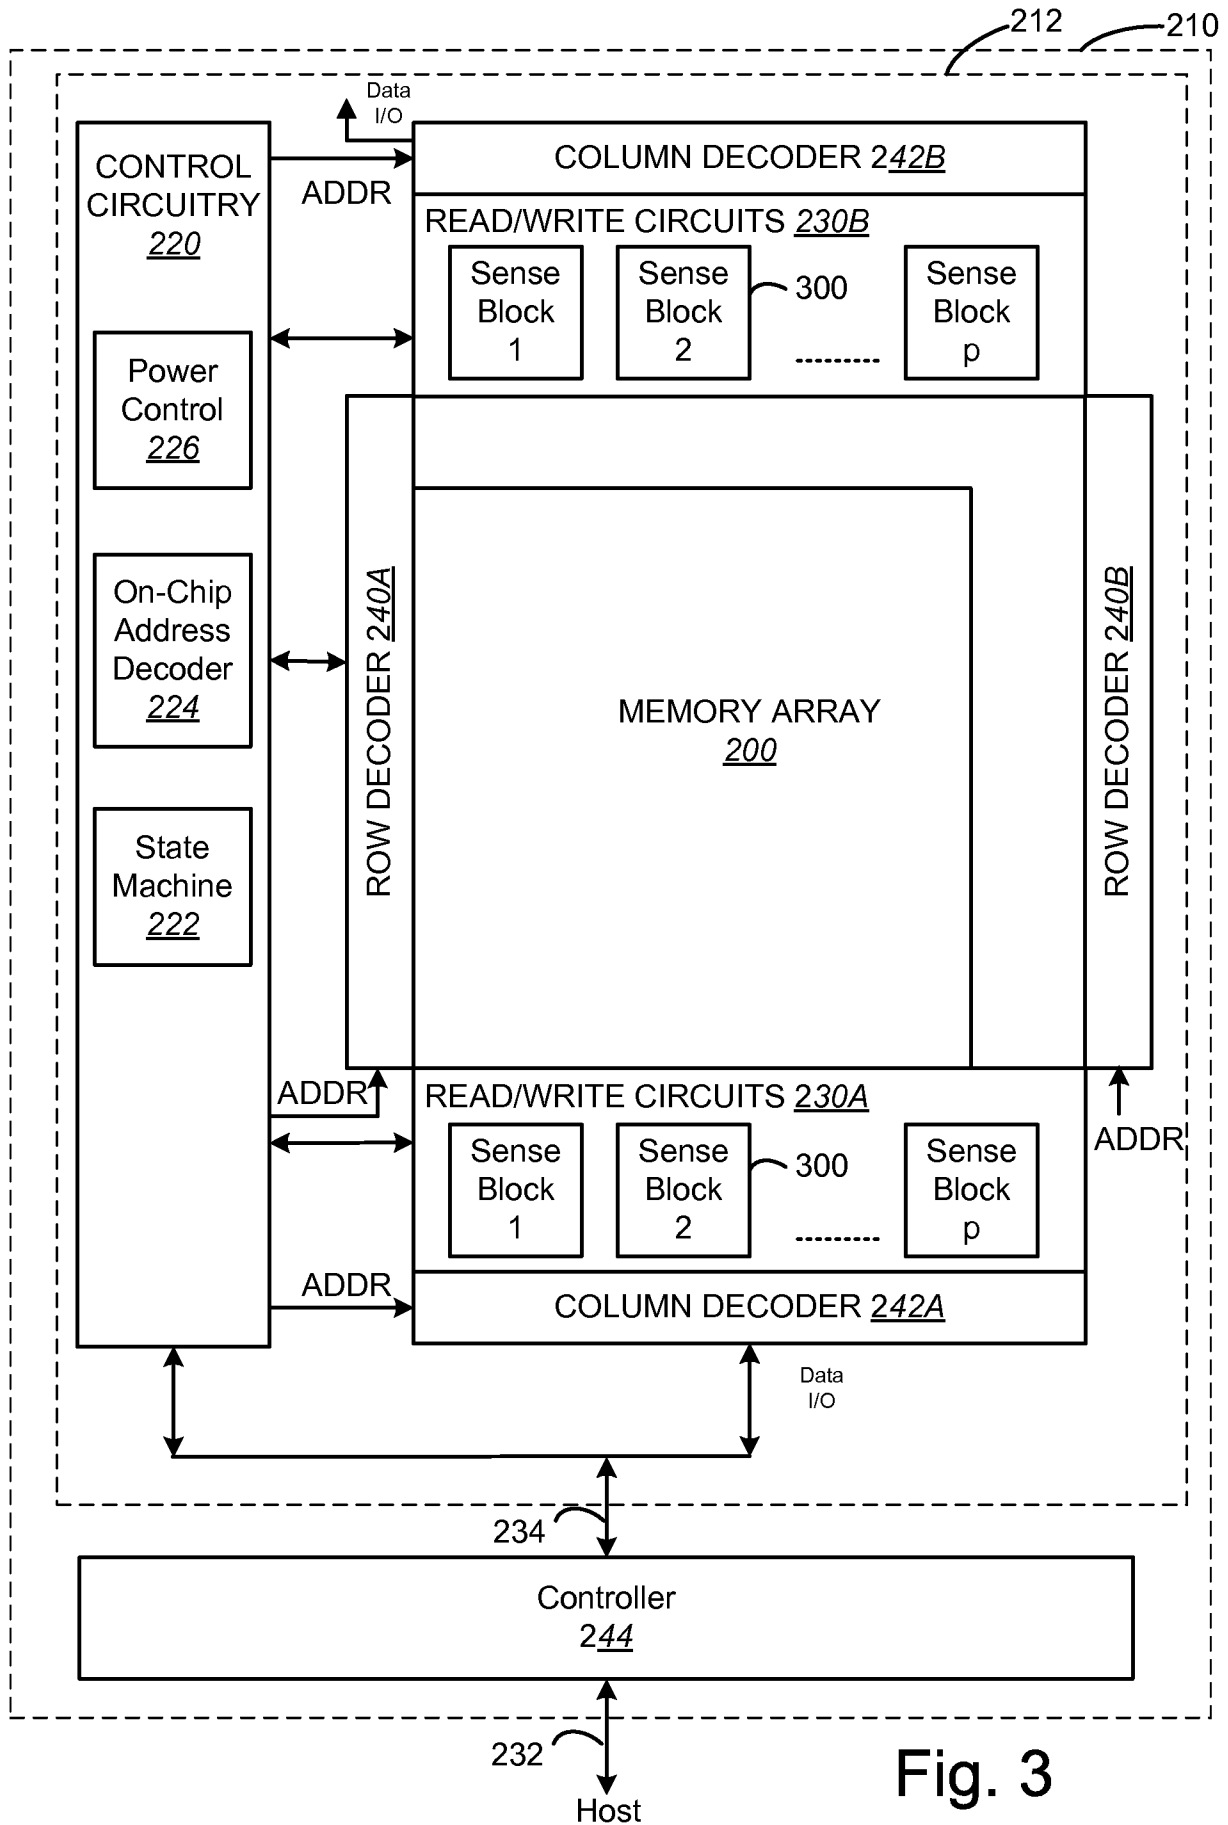 212
210
Data
I/O
CONTROL
CIRCUITRY
220
ADDR
COLUMN DECODER 242B
READ/WRITE CIRCUITS 230B
Sense
Block
1
Sense
Block
2
300
.........
Sense
Block
p
Power
Control
226
On-Chip
Address
Decoder
224
State
Machine
222
ROW DECODER 240A
MEMORY ARRAY
200
ROW DECODER 240B
ADDR
READ/WRITE CIRCUITS 230A
Sense
Block
1
Sense
Block
2
300
.........
Sense
Block
p
ADDR
ADDR
COLUMN DECODER 242A
Data
I/O
234
Controller
244
232
Host
Fig. 3